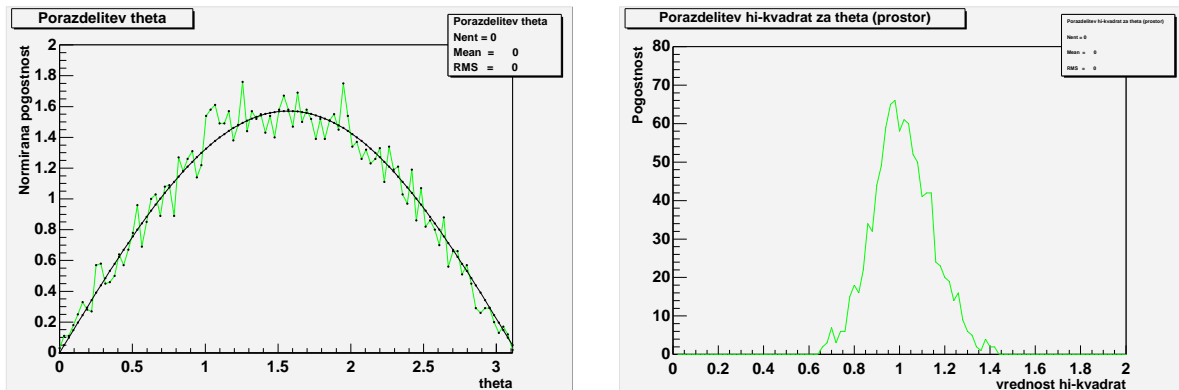 Porazdelitev theta
Porazdelitev theta
Nent = 0
Mean = 0
RMS = 0
Normirana pogostnost
2
1.8
1.6
1.4
1.2
1
0.8
0.6
0.4
0.2
0
0 0.5 1 1.5 2 2.5 3
theta
Porazdelitev hi-kvadrat za theta (prostor)
Porazdelitev hi-kvadrat za theta (prostor)
Nent = 0
Mean = 0
RMS = 0
Pogostnost
80
70
60
50
40
30
20
10
0
0 0.2 0.4 0.6 0.8 1 1.2 1.4 1.6 1.8 2
vrednost hi-kvadrat